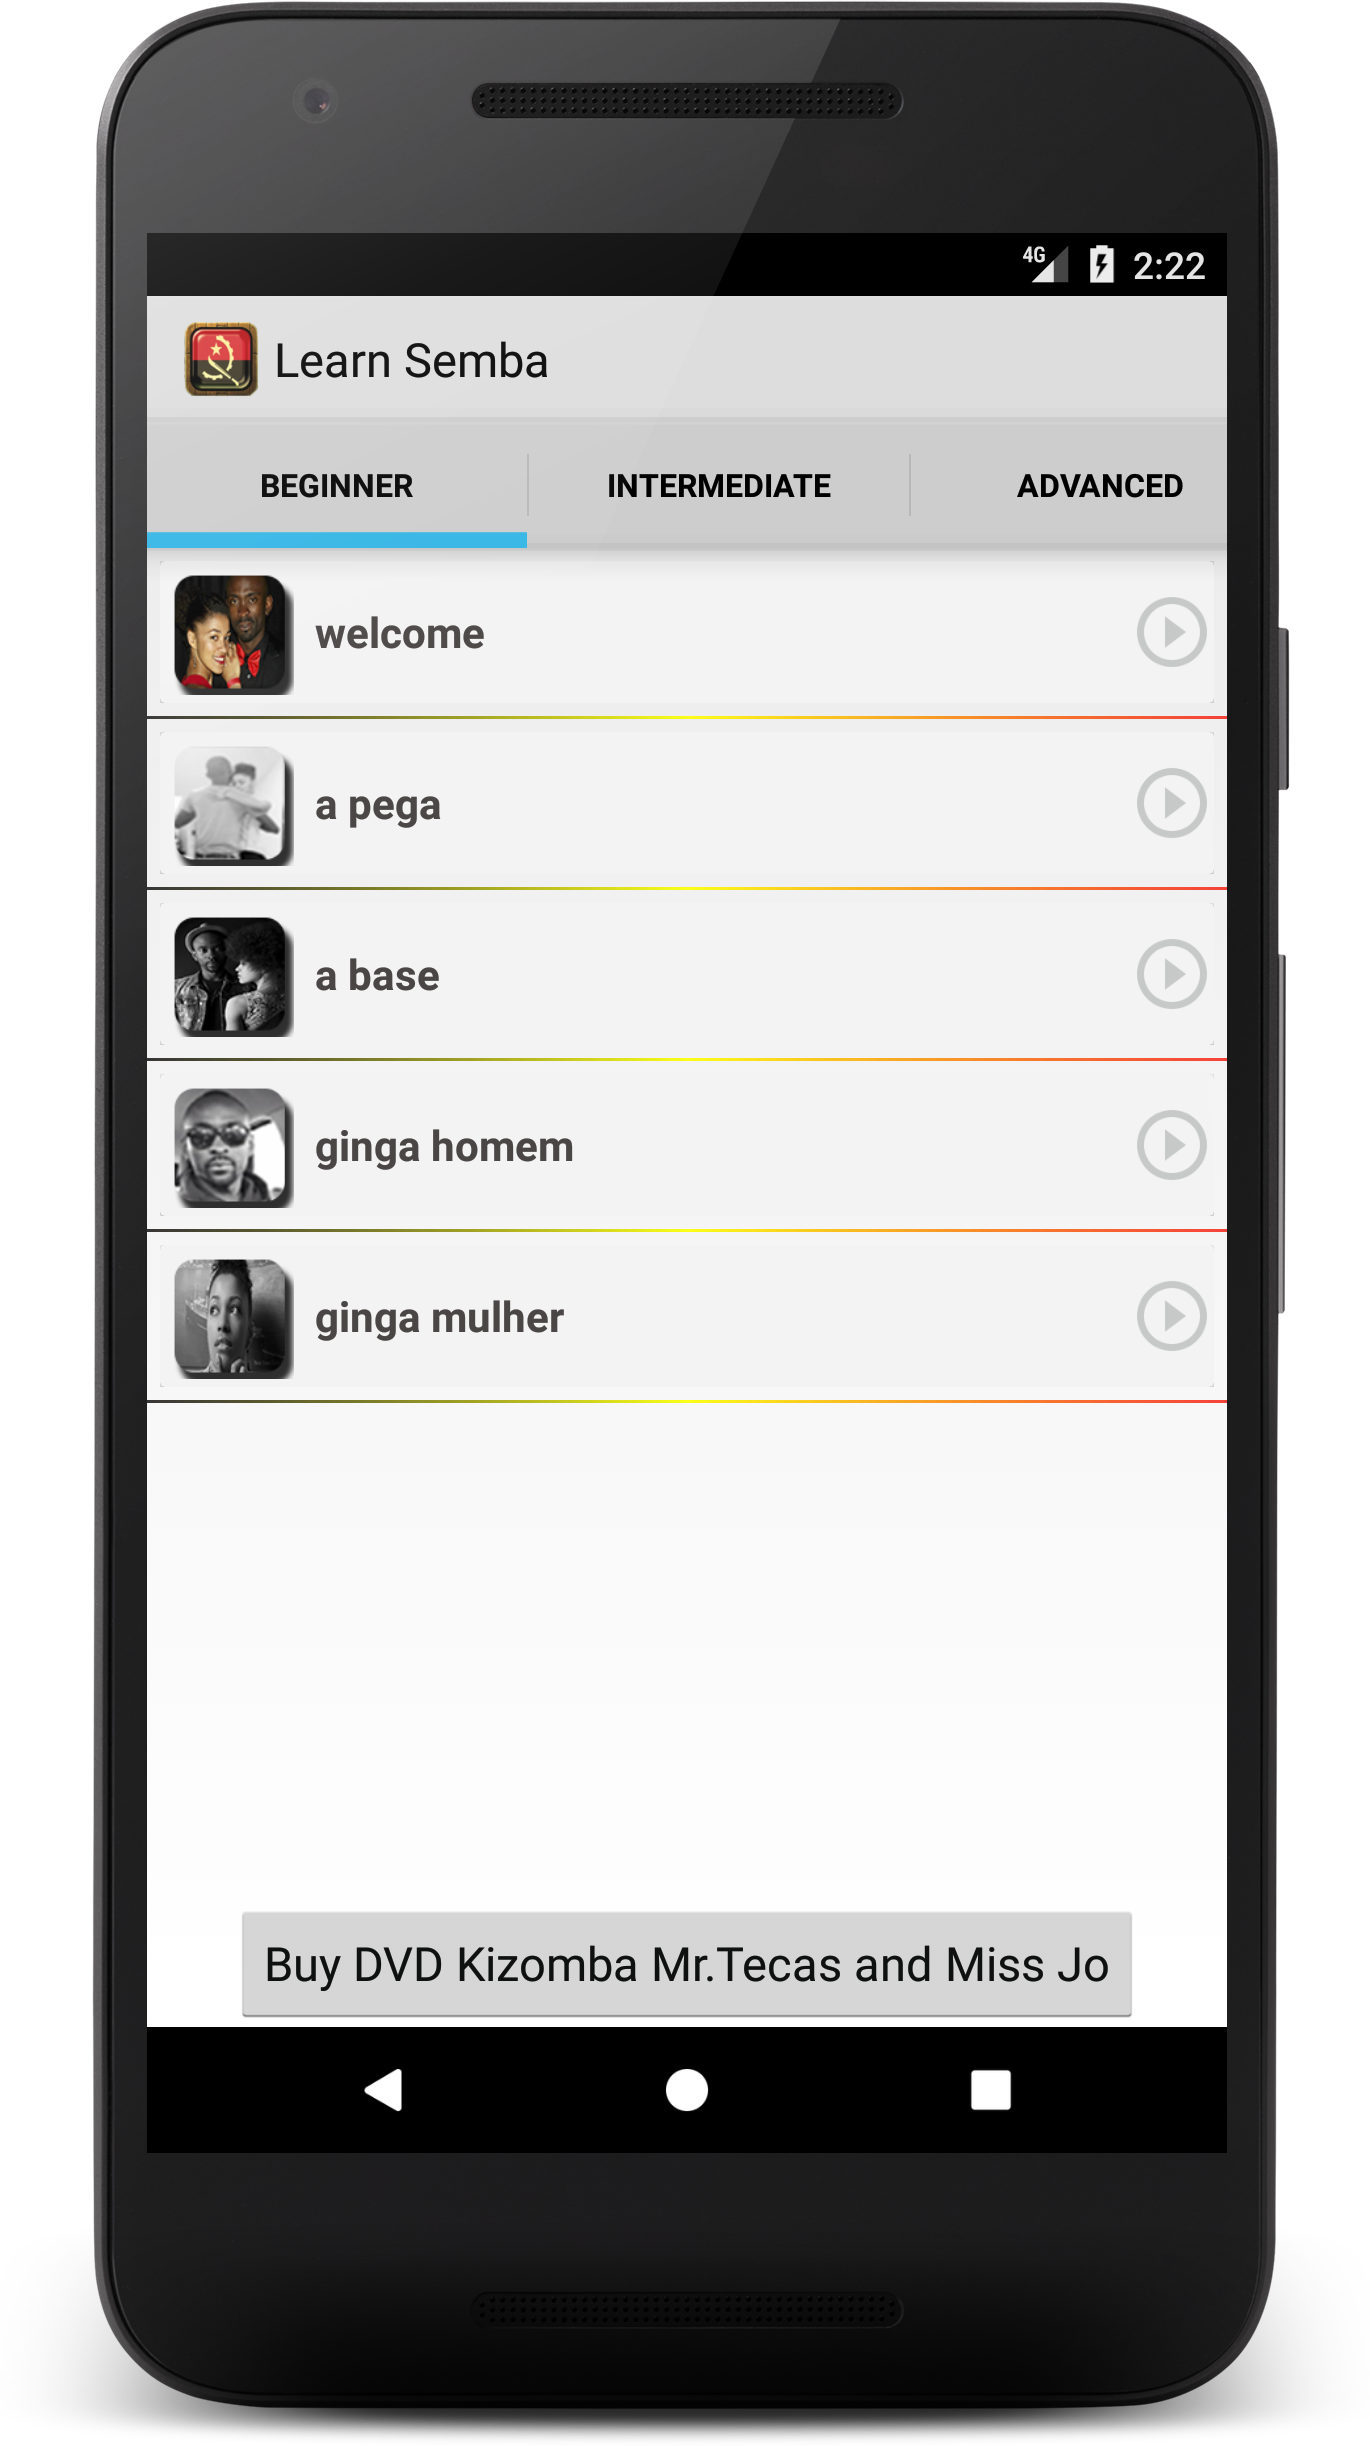 4G 2:22
Learn Semba
BEGINNER INTERMEDIATE ADVANCED
welcome
a pega
a base
ginga homem
ginga mulher
Buy DVD Kizomba Mr.Tecas and Miss Jo